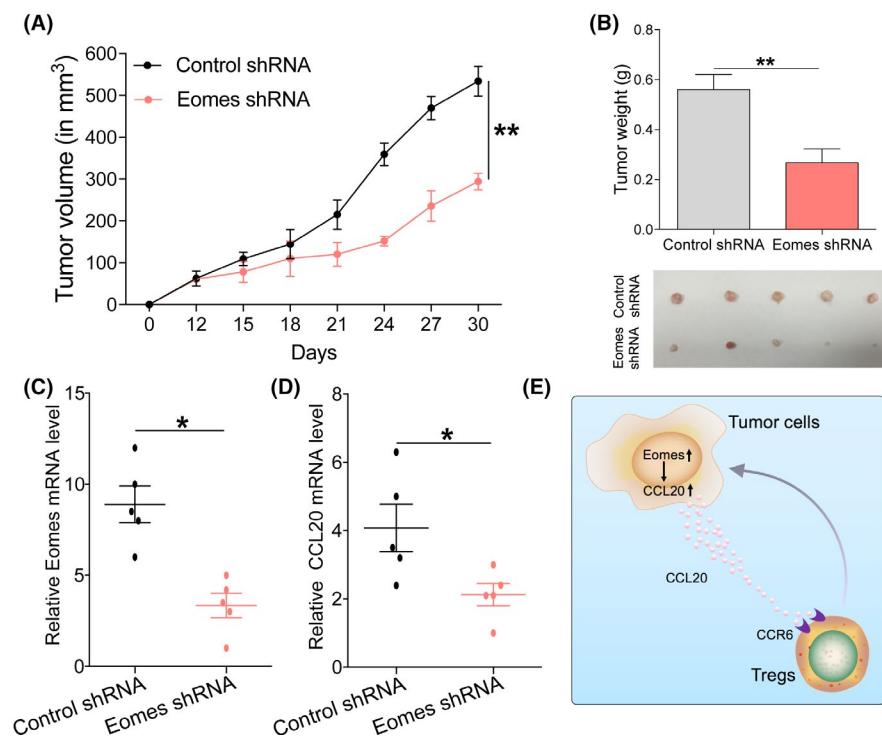 (A)
Tumor volume (in mm³)
600
500
400
300
200
100
0
Control shRNA
Eomes shRNA
**
0 12 15 18 21 24 27 30
Days
(B)
Tumor weight (g)
0.8
0.6
0.4
0.2
0.0
**
Control shRNA Eomes shRNA
Control
shRNA
Eomes
shRNA
(C)
Relative Eomes mRNA level
15
10
5
0
*
Control shRNA
Eomes shRNA
(D)
Relative CCL20 mRNA level
8
6
4
2
0
*
Control shRNA
Eomes shRNA
(E)
Tumor cells
Eomes
CCL20
CCL20
CCR6
Tregs